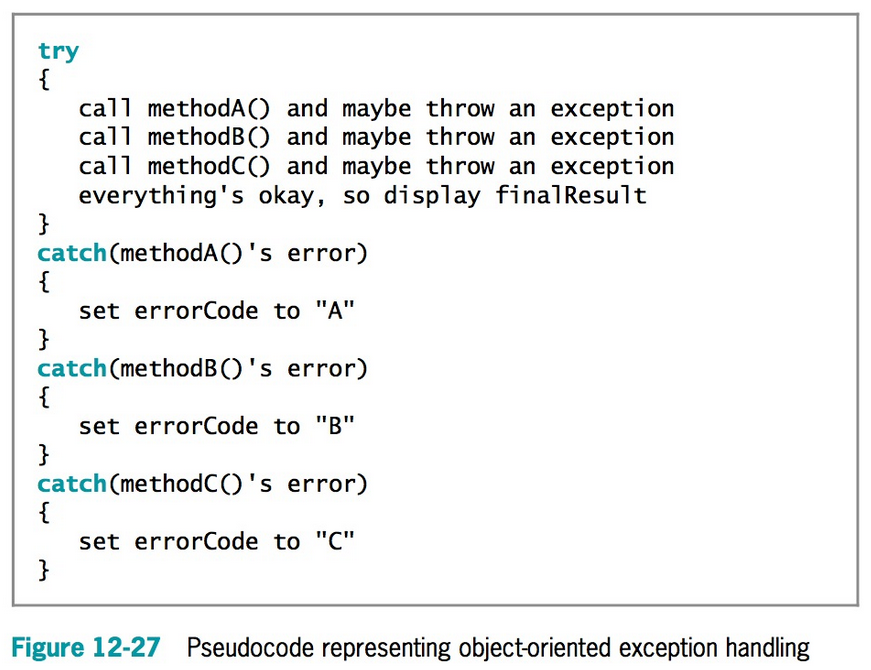 try
{
   call methodA() and maybe throw an exception
   call methodB() and maybe throw an exception
   call methodC() and maybe throw an exception
   everything's okay, so display finalResult
}
catch(methodA()'s error)
{
   set errorCode to "A"
}
catch(methodB()'s error)
{
   set errorCode to "B"
}
catch(methodC()'s error)
{
   set errorCode to "C"
}
Figure 12-27 Pseudocode representing object-oriented exception handling